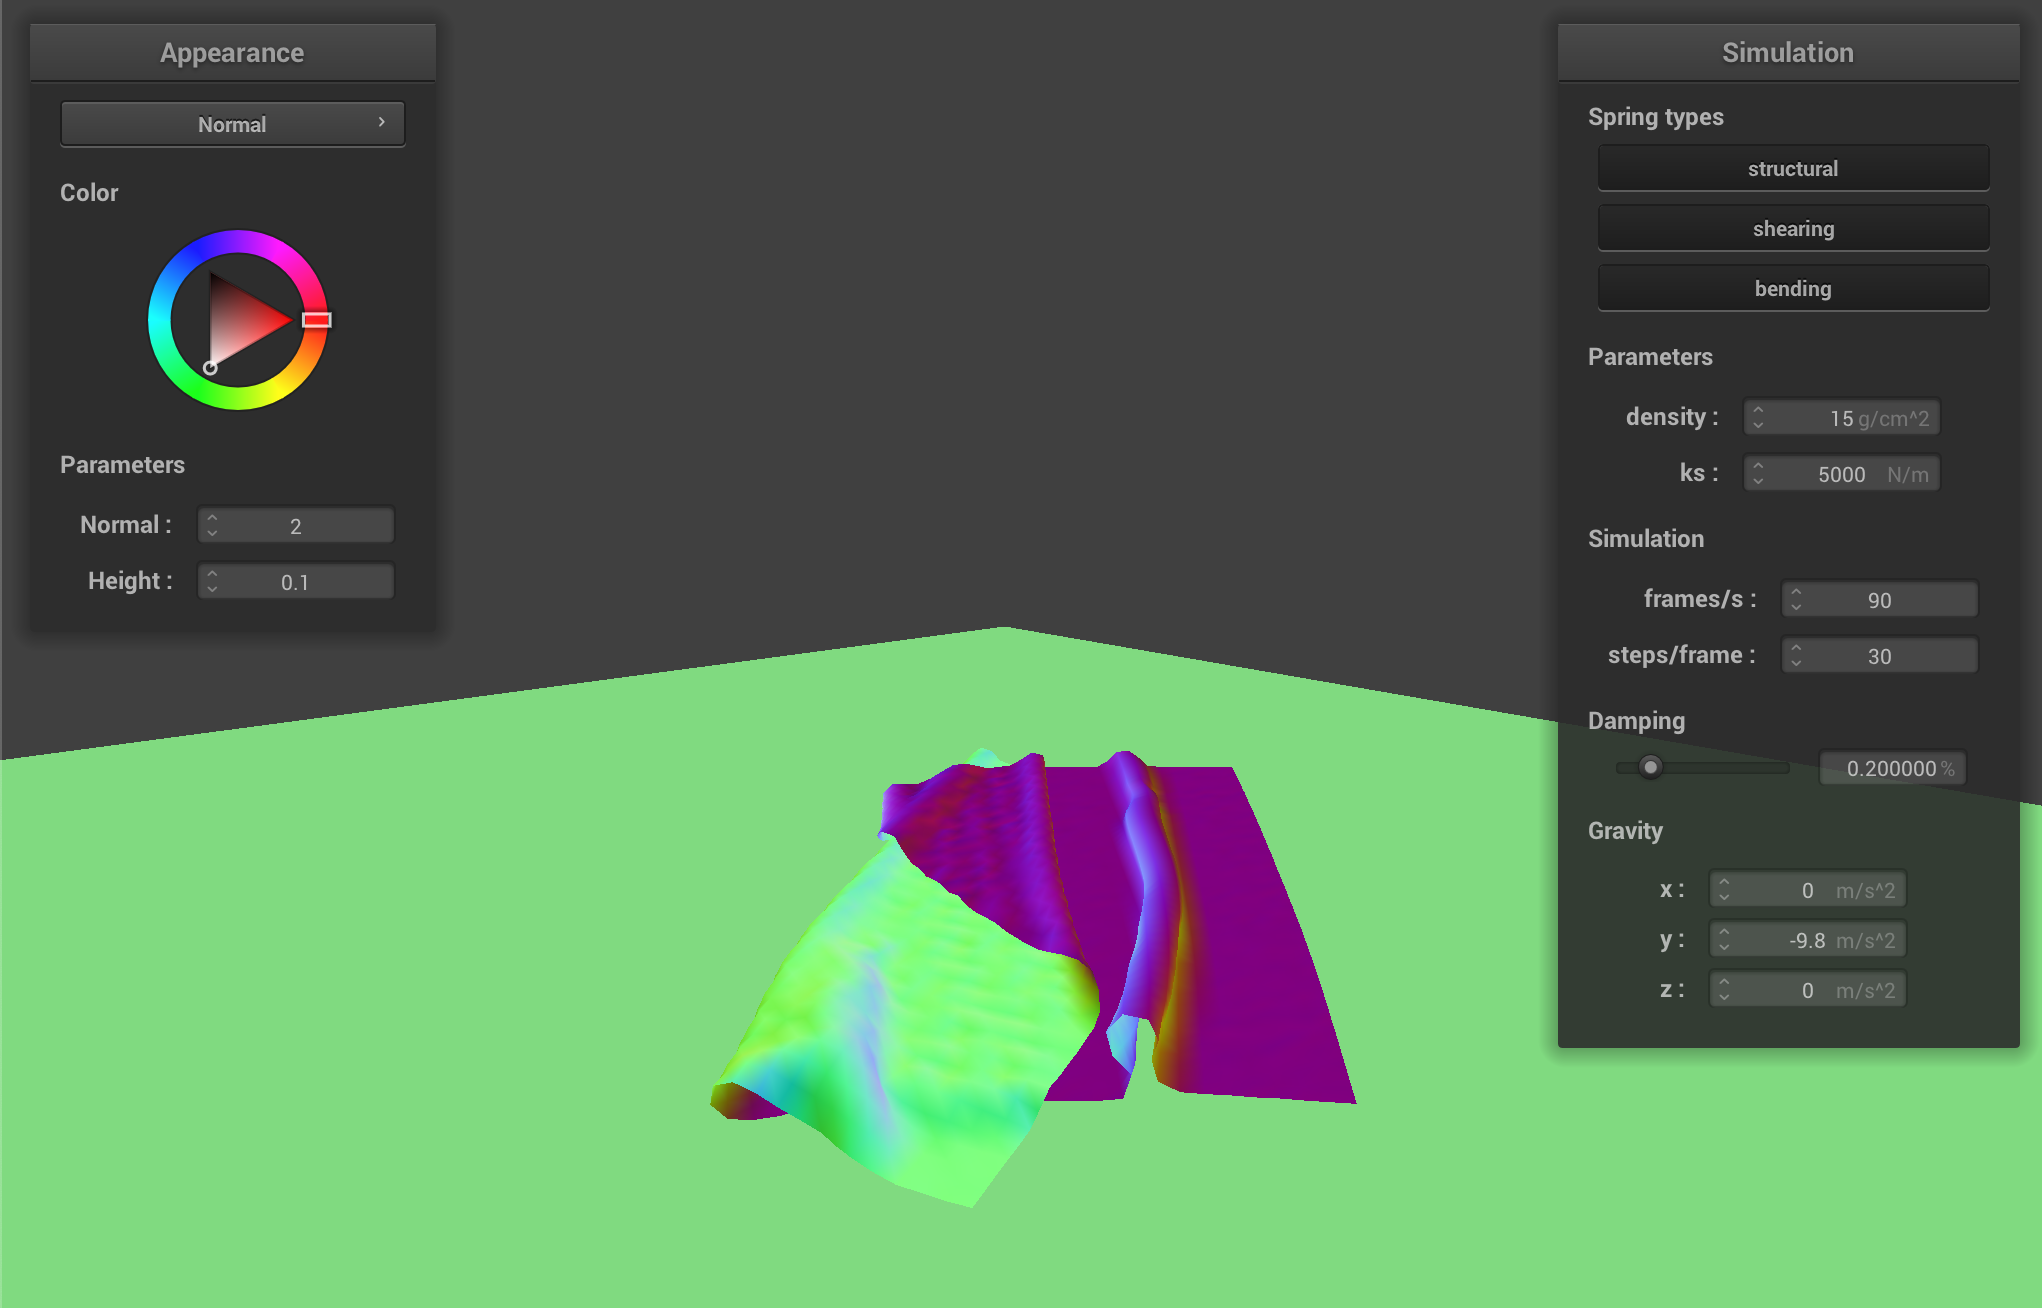 Appearance
Normal
Color
Parameters
Normal : 2
Height : 0.1
Simulation
Spring types
structural
shearing
bending
Parameters
density : 15 g/cm^2
ks : 5000 N/m
Simulation
frames/s : 90
steps/frame : 30
Damping
0.200000 %
Gravity
x : 0 m/s^2
y : -9.8 m/s^2
z : 0 m/s^2